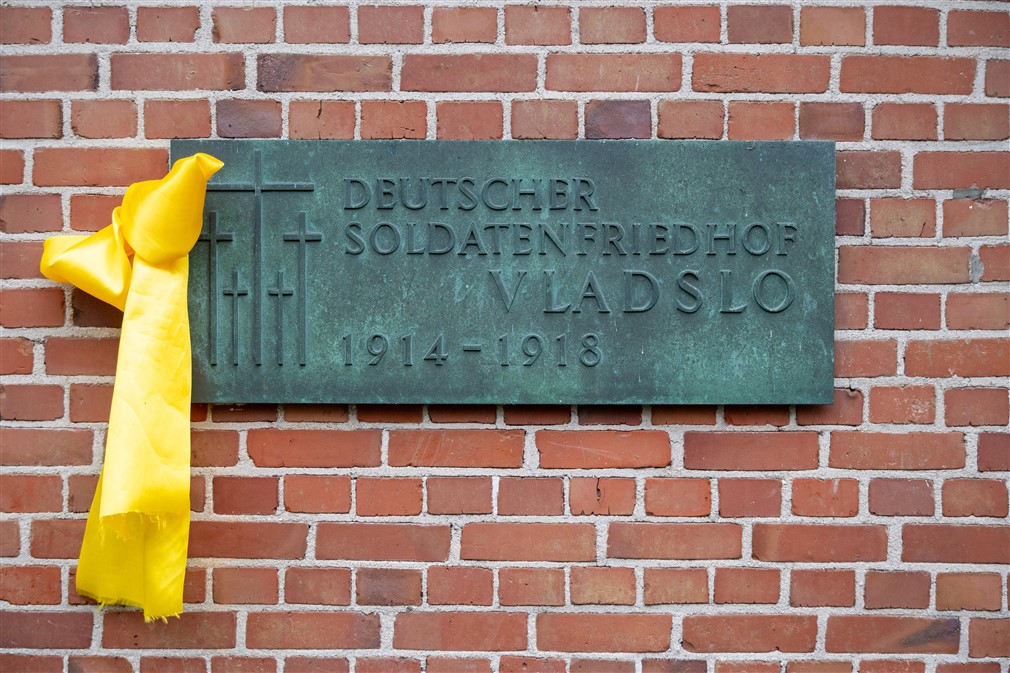 DEUTSCHER
SOLDATENFRIEDHOF
VLADSLO
1914-1918